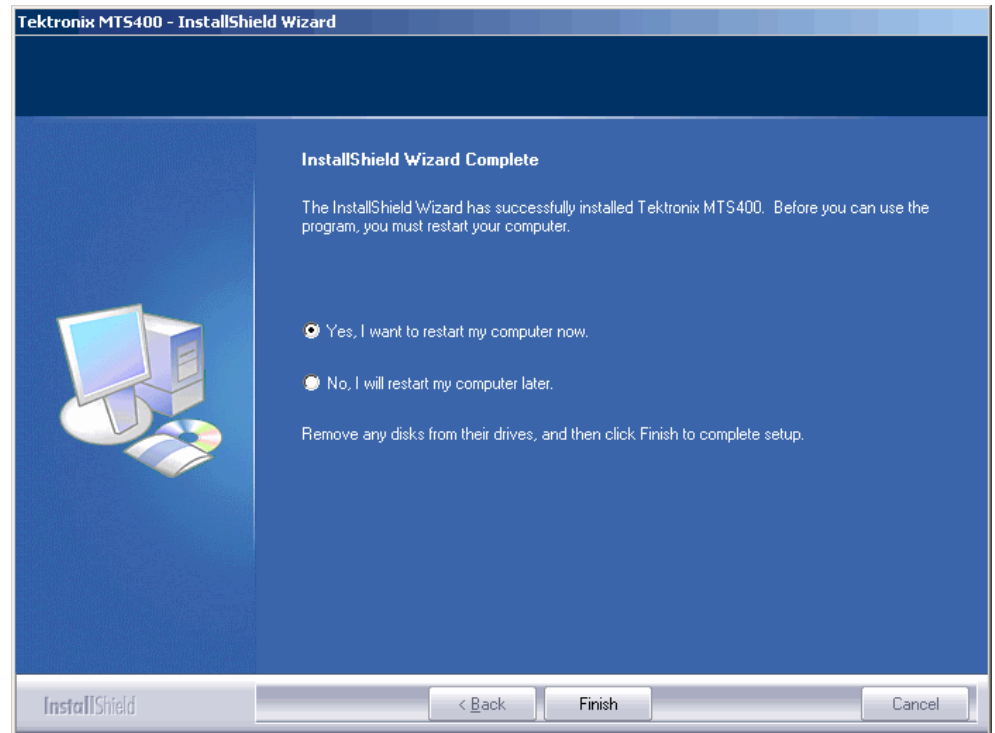 Tektronix MTS400 - InstallShield Wizard
InstallShield Wizard Complete
The InstallShield Wizard has successfully installed Tektronix MTS400.  Before you can use the
program, you must restart your computer.
Yes, I want to restart my computer now.
No, I will restart my computer later.
Remove any disks from their drives, and then click Finish to complete setup.
InstallShield
< Back
Finish
Cancel